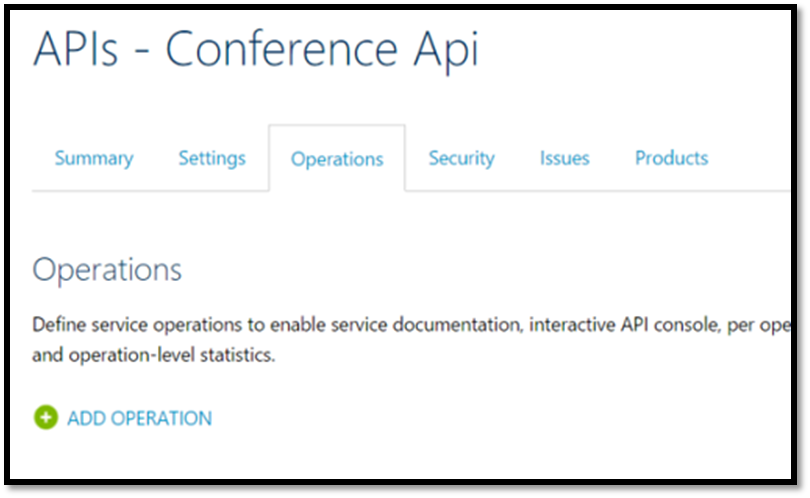 APIs - Conference Api
Summary Settings Operations Security Issues Products
Operations
Define service operations to enable service documentation, interactive API console, per ope
and operation-level statistics.
ADD OPERATION